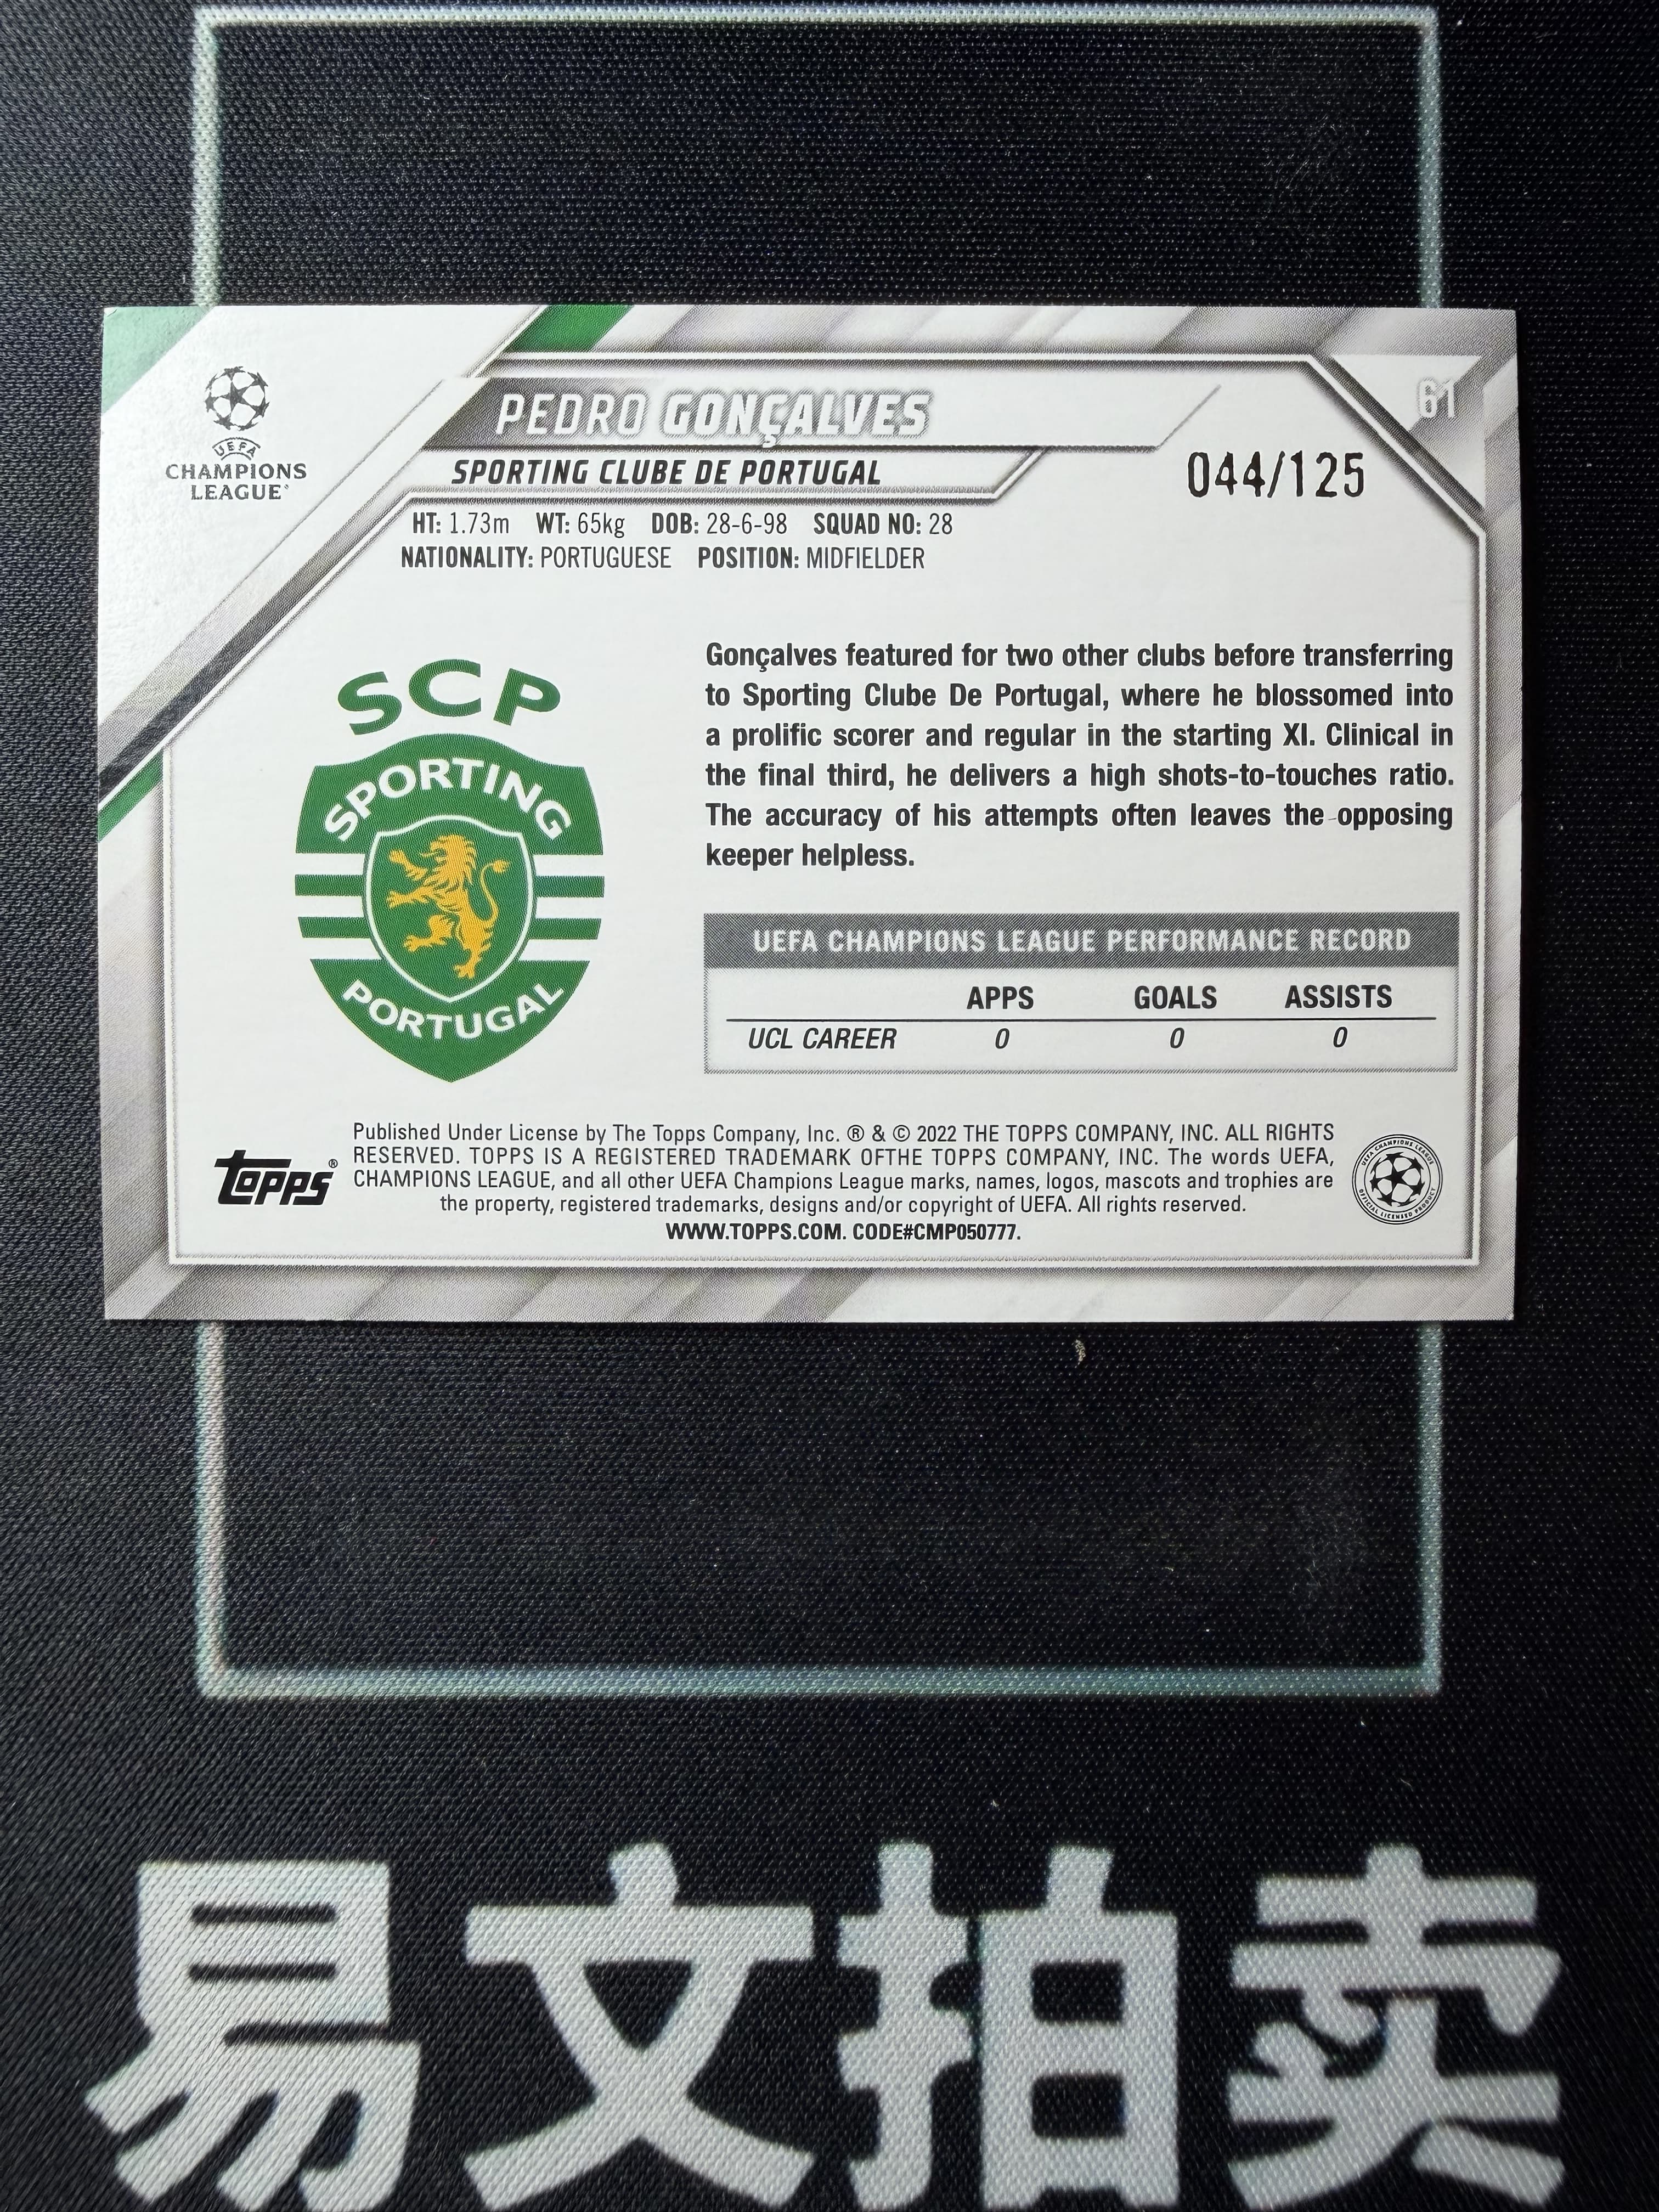 UEFA
CHAMPIONS
LEAGUE
61
PEDRO GONÇALVES
SPORTING CLUBE DE PORTUGAL
044/125
HT: 1.73m WT: 65kg DOB: 28-6-98 SQUAD NO: 28
NATIONALITY: PORTUGUESE POSITION: MIDFIELDER
SCP
SPORTING
PORTUGAL
Gonçalves featured for two other clubs before transferring
to Sporting Clube De Portugal, where he blossomed into
a prolific scorer and regular in the starting XI. Clinical in
the final third, he delivers a high shots-to-touches ratio.
The accuracy of his attempts often leaves the opposing
keeper helpless.
UEFA CHAMPIONS LEAGUE PERFORMANCE RECORD
APPS GOALS ASSISTS
UCL CAREER 0 0 0
Topps®
Published Under License by The Topps Company, Inc. ® & © 2022 THE TOPPS COMPANY, INC. ALL RIGHTS
RESERVED. TOPPS IS A REGISTERED TRADEMARK OFTHE TOPPS COMPANY, INC. The words UEFA,
CHAMPIONS LEAGUE, and all other UEFA Champions League marks, names, logos, mascots and trophies are
the property, registered trademarks, designs and/or copyright of UEFA. All rights reserved.
WWW.TOPPS.COM. CODE#CMP050777.
UEFA CHAMPIONS LEAGUE
OFFICIAL LICENSED PRODUCT
易文拍卖